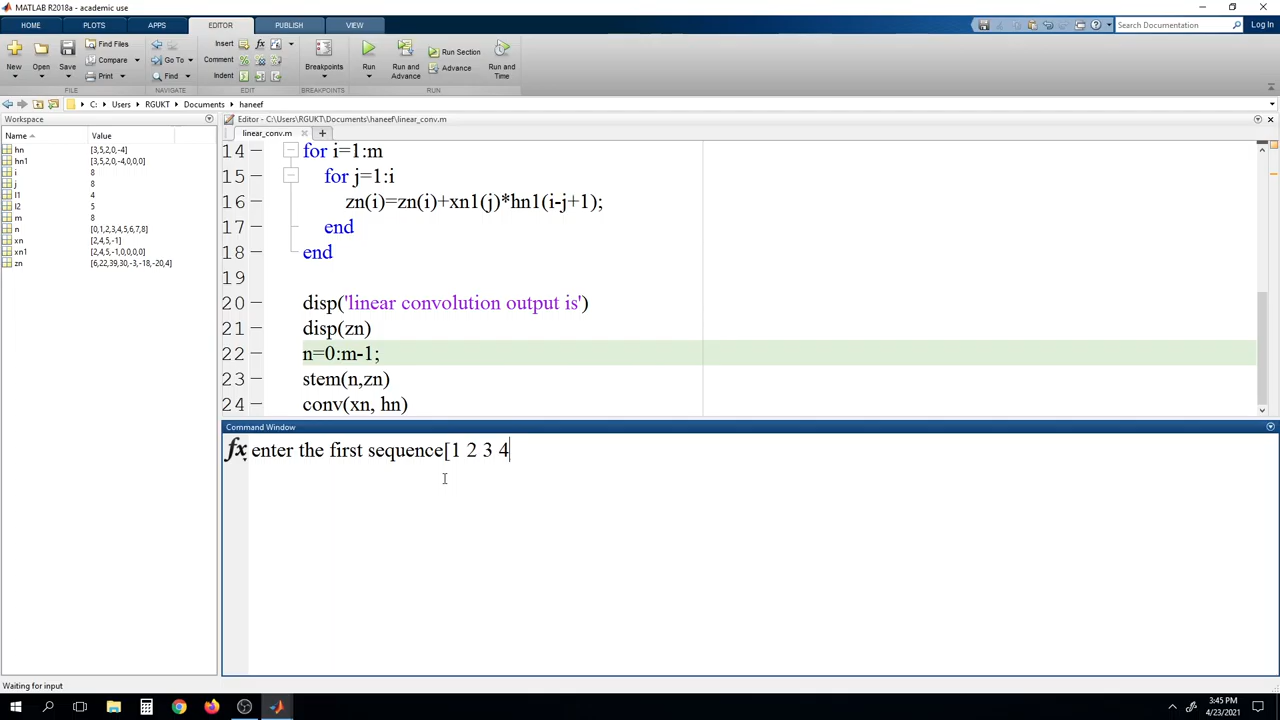 MATLAB R2018a - academic use
HOME PLOTS APPS EDITOR PUBLISH VIEW Search Documentation Log In
New Open Save Find Files Compare Print Go To Find Insert fx Comment Indent Breakpoints Run Run and Advance Run Section Advance Run and Time
FILE NAVIGATE EDIT BREAKPOINTS RUN
C: Users RGUKT Documents haneef
Workspace
Name Value
hn [3,5,2,0,-4]
hn1 [3,5,2,0,-4,0,0,0]
i 8
j 8
l1 4
l2 5
m 8
n [0,1,2,3,4,5,6,7,8]
xn [2,4,5,-1]
xn1 [2,4,5,-1,0,0,0,0]
zn [6,22,39,30,-3,-18,-20,4]
Editor - C:\Users\RGUKT\Documents\haneef\linear_conv.m
linear_conv.m
14 for i=1:m
15 for j=1:i
16 zn(i)=zn(i)+xn1(j)*hn1(i-j+1);
17 end
18 end
19
20 disp('linear convolution output is')
21 disp(zn)
22 n=0:m-1;
23 stem(n,zn)
24 conv(xn, hn)
Command Window
fx enter the first sequence[1 2 3 4
Waiting for input
3:45 PM
4/23/2021